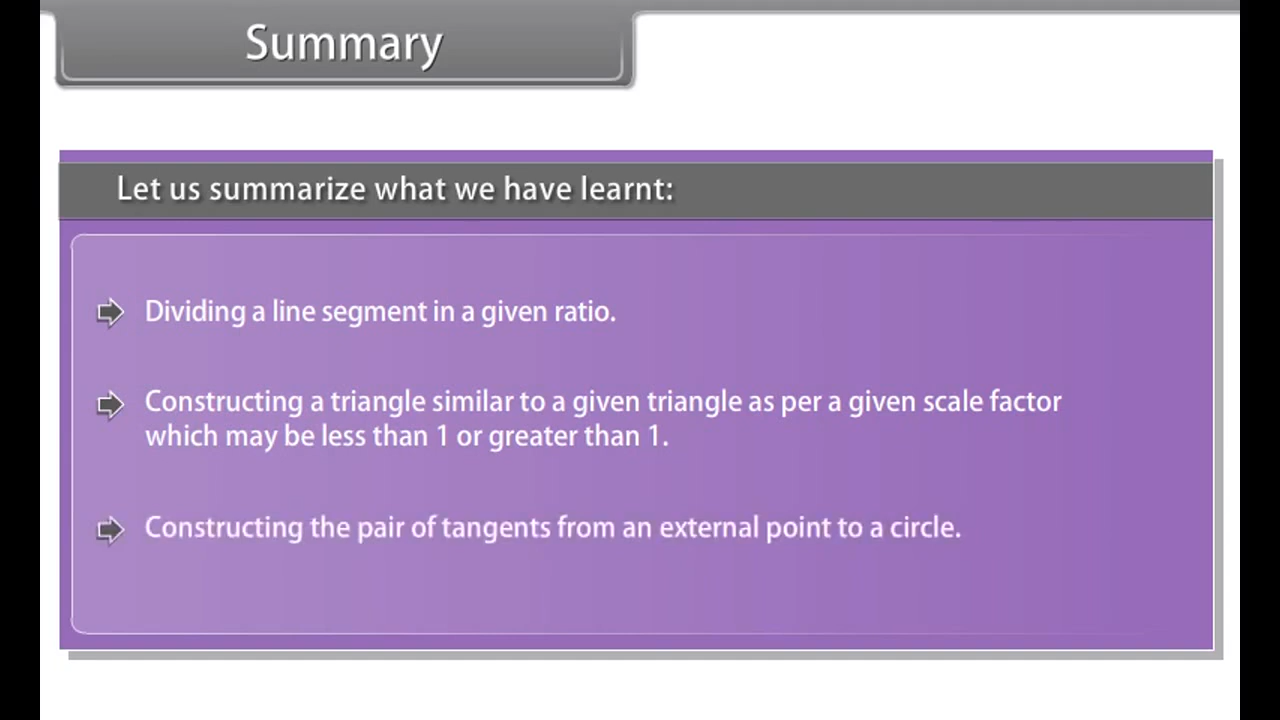 Summary
Let us summarize what we have learnt:
Dividing a line segment in a given ratio.
Constructing a triangle similar to a given triangle as per a given scale factor
which may be less than 1 or greater than 1.
Constructing the pair of tangents from an external point to a circle.